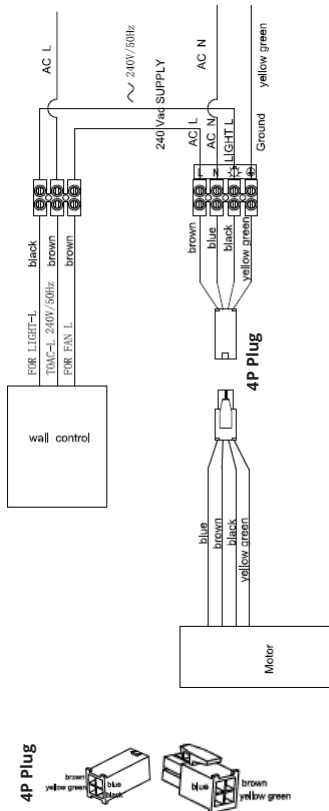 AC L
240V/50Hz
240 Vac SUPPLY
AC N
yellow green
AC L
AC N
LIGHT L
Ground
L
N
black
brown
brown
FOR LIGHT-L
TOAC-L 240V/50Hz
FOR FAN L
wall control
brown
blue
black
yellow green
4P Plug
blue
brown
black
yellow green
Motor
4P Plug
brown
yellow green
blue
black
blue
brown
yellow green